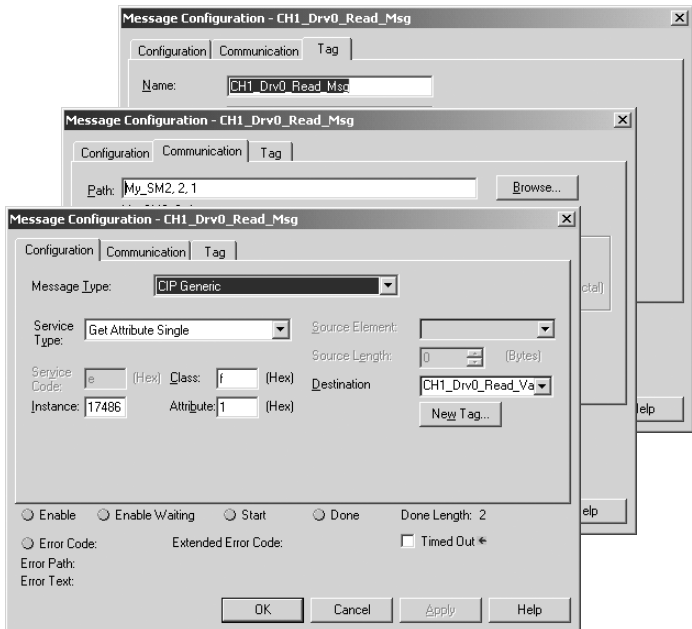 Message Configuration - CH1_Drv0_Read_Msg
Configuration Communication Tag
Name: CH1_Drv0_Read_Msg
Message Configuration - CH1_Drv0_Read_Msg
Configuration Communication Tag
Path: My_SM2, 2, 1 Browse...
Message Configuration - CH1_Drv0_Read_Msg
Configuration Communication Tag
Message Type: CIP Generic
ctal)
Service Type: Get Attribute Single
Source Element:
Source Length: 0 (Bytes)
Service Code: e (Hex) Class: f (Hex)
Destination CH1_Drv0_Read_Va
Instance: 17486 Attribute: 1 (Hex)
New Tag...
elp
elp
Enable Enable Waiting Start Done Done Length: 2
Error Code: Extended Error Code: Timed Out
Error Path:
Error Text:
OK Cancel Apply Help